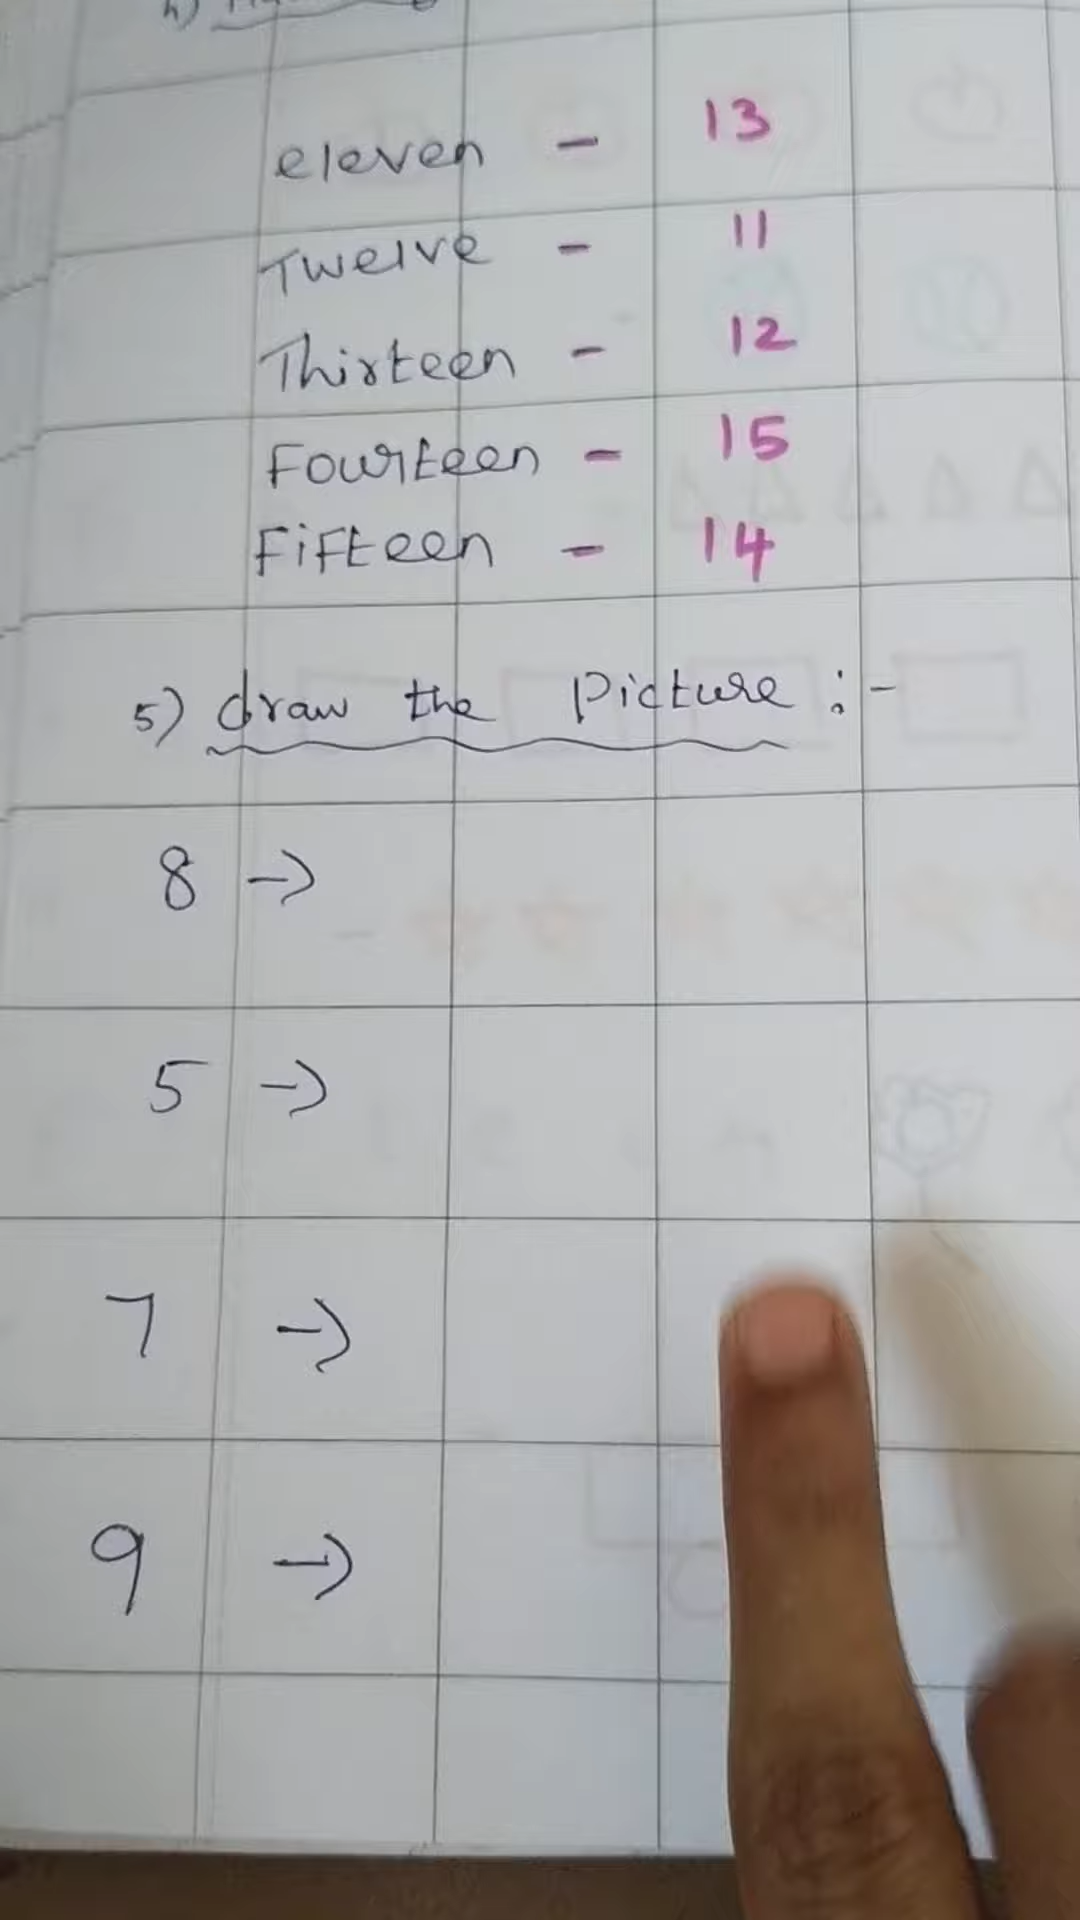 eleven - 13
Twelve - 11
Thirteen - 12
Fourteen - 15
Fifteen - 14
5) draw the Picture :-
8 →
5 →
7 →
9 →